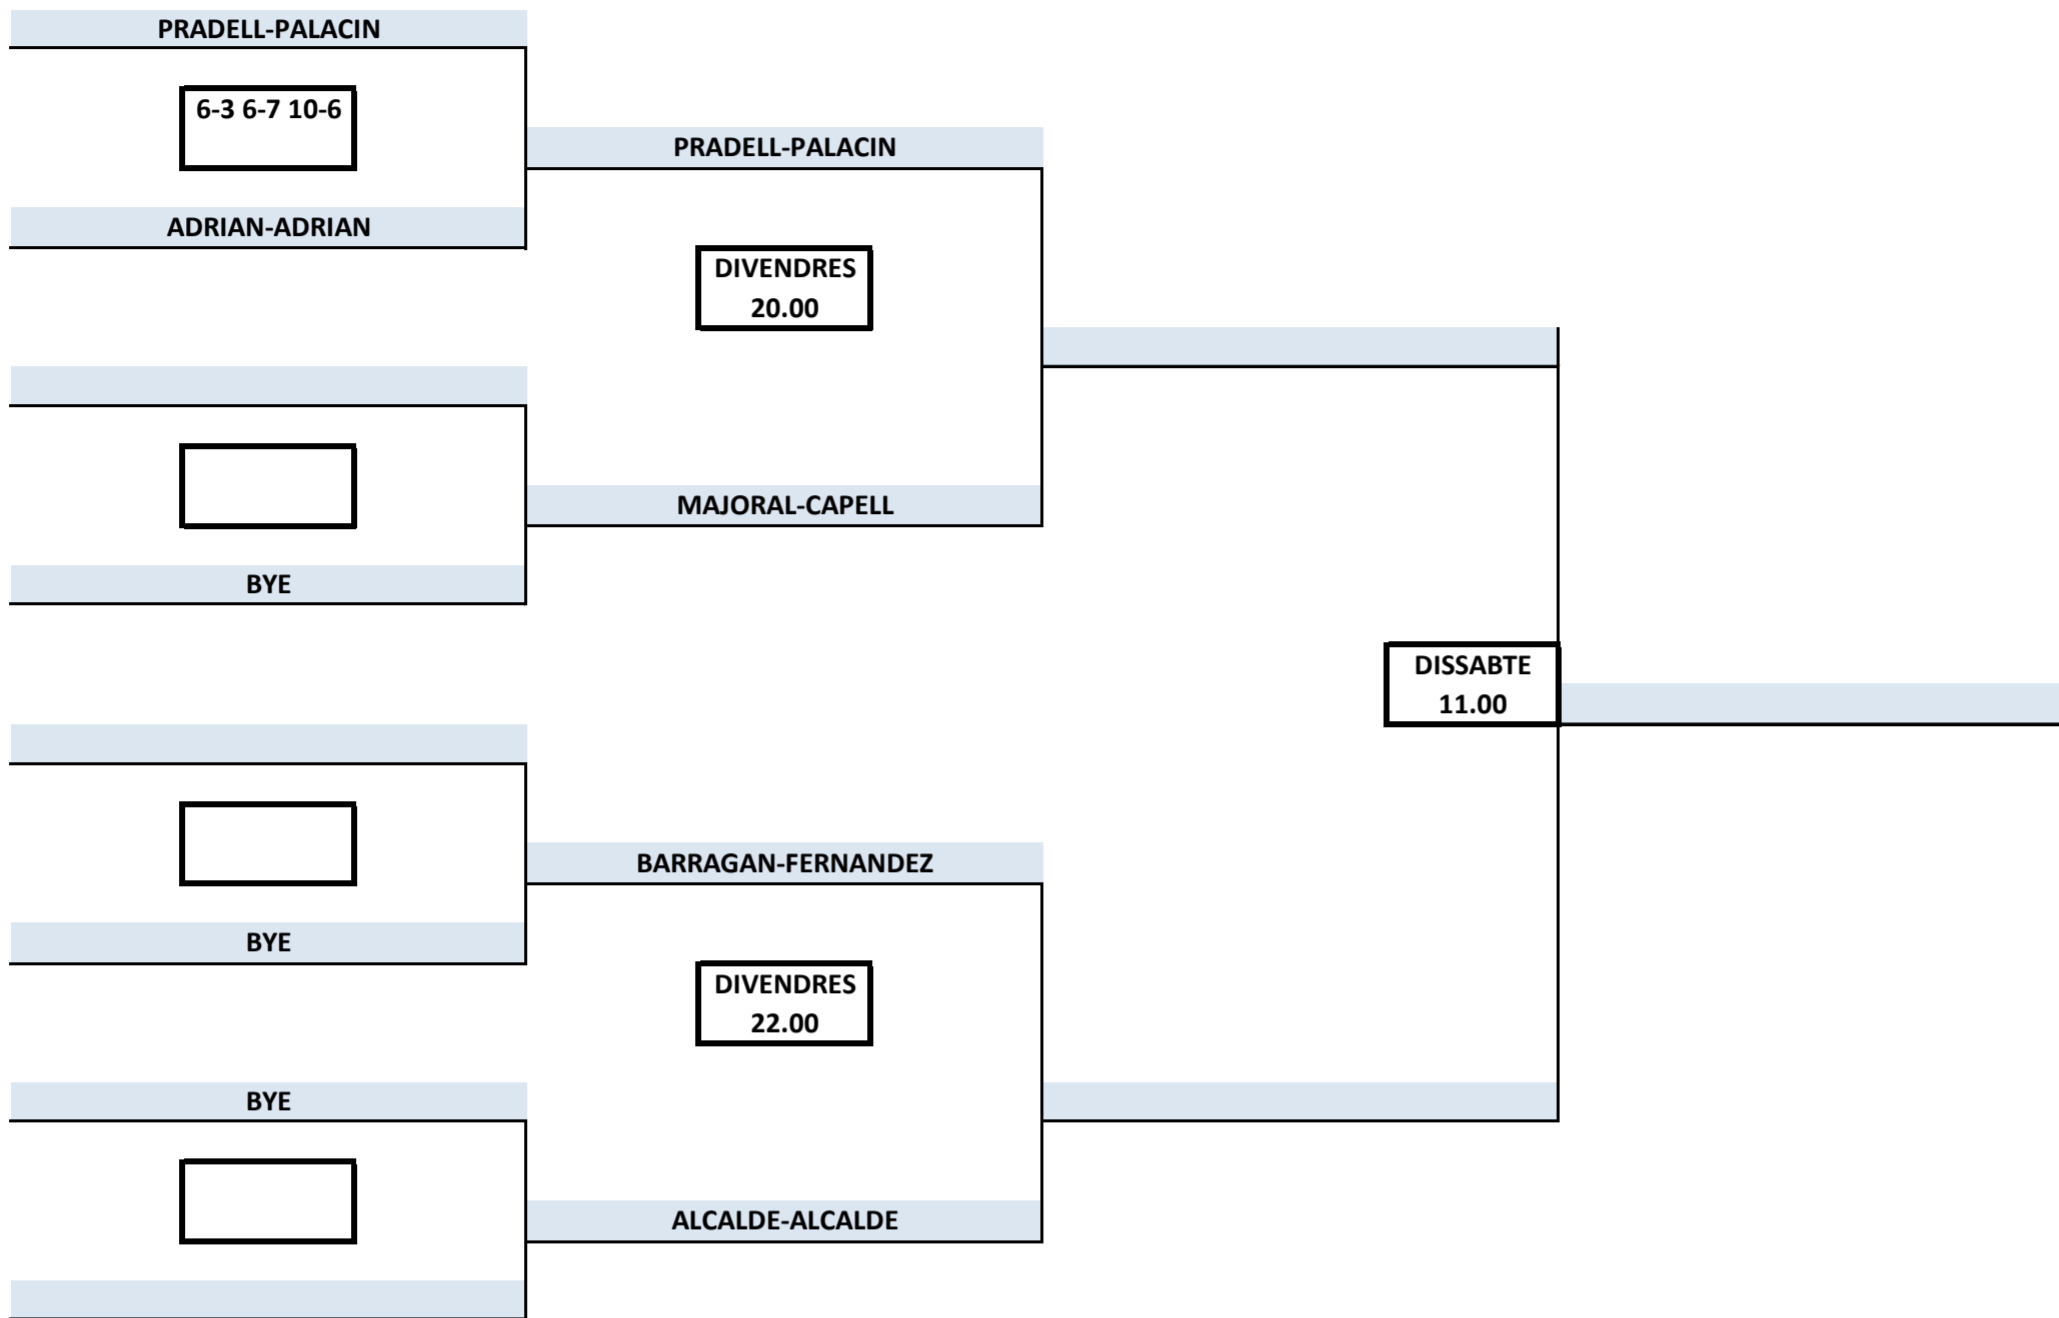 PRADELL-PALACIN
6-3 6-7 10-6
PRADELL-PALACIN
ADRIAN-ADRIAN
DIVENDRES
20.00
MAJORAL-CAPELL
BYE
DISSABTE
11.00
BARRAGAN-FERNANDEZ
BYE
DIVENDRES
22.00
BYE
ALCALDE-ALCALDE